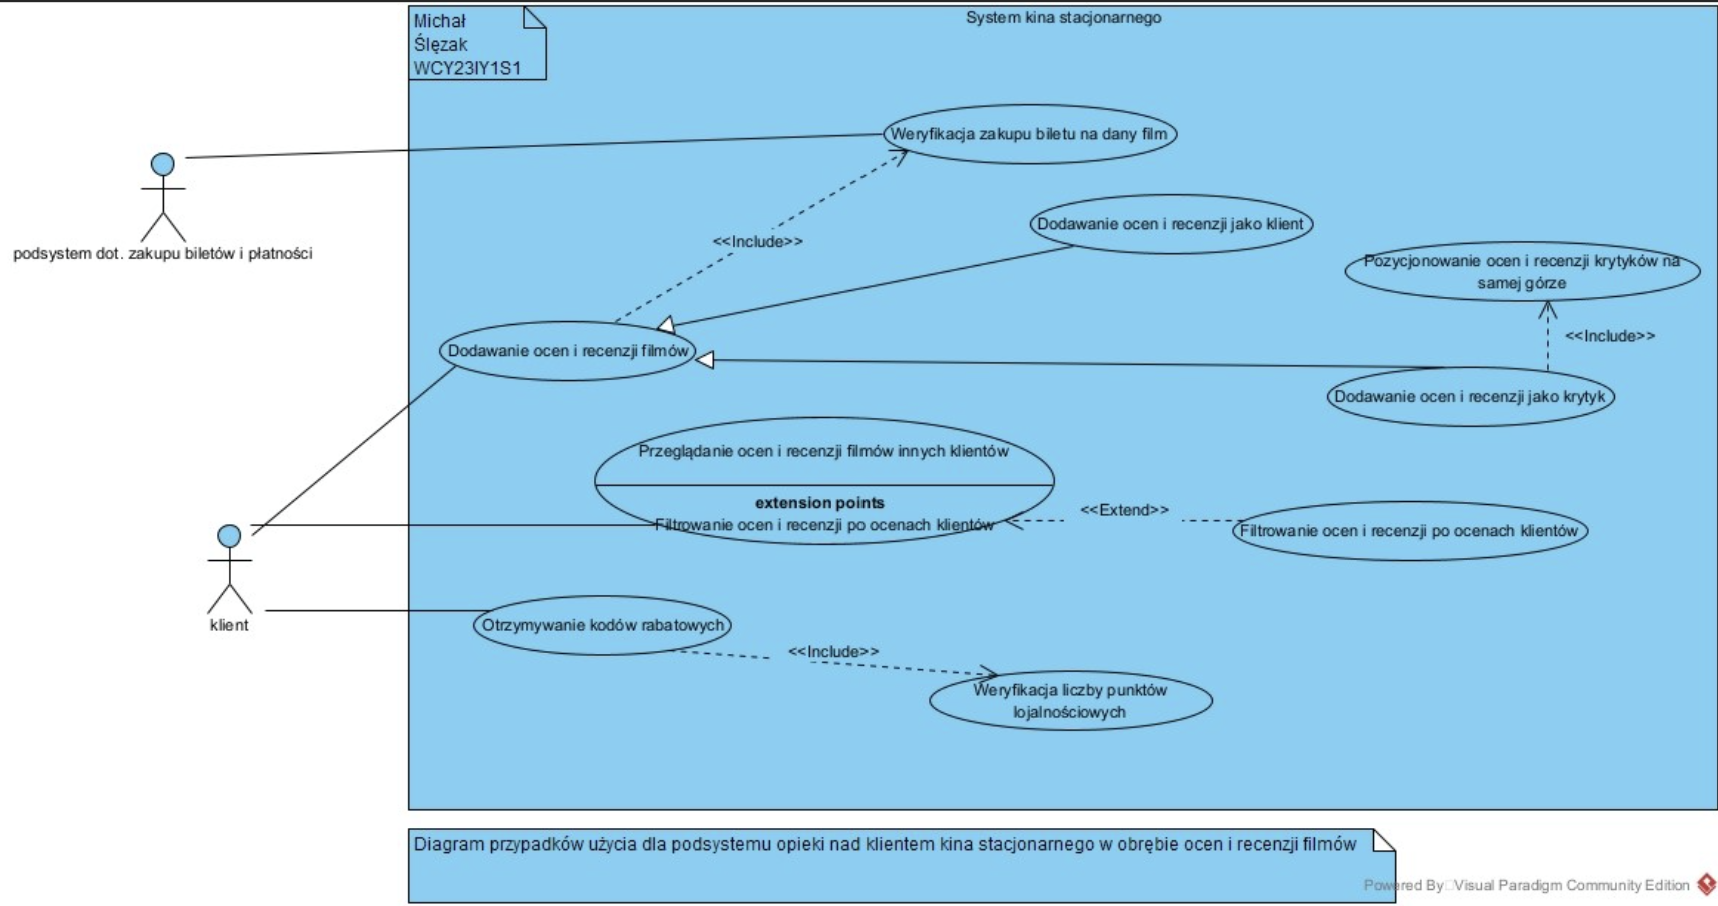 Michał
Ślęzak
WCY23IY1S1
System kina stacjonarnego
Weryfikacja zakupu biletu na dany film
podsystem dot. zakupu biletów i płatności
<<Include>>
Dodawanie ocen i recenzji jako klient
Pozycjonowanie ocen i recenzji krytyków na
samej górze
<<Include>>
Dodawanie ocen i recenzji filmów
Dodawanie ocen i recenzji jako krytyk
Przeglądanie ocen i recenzji filmów innych klientów
extension points
Filtrowanie ocen i recenzji po ocenach klientów
<<Extend>>
Filtrowanie ocen i recenzji po ocenach klientów
klient
Otrzymywanie kodów rabatowych
<<Include>>
Weryfikacja liczby punktów
lojalnościowych
Diagram przypadków użycia dla podsystemu opieki nad klientem kina stacjonarnego w obrębie ocen i recenzji filmów
Powered By Visual Paradigm Community Edition